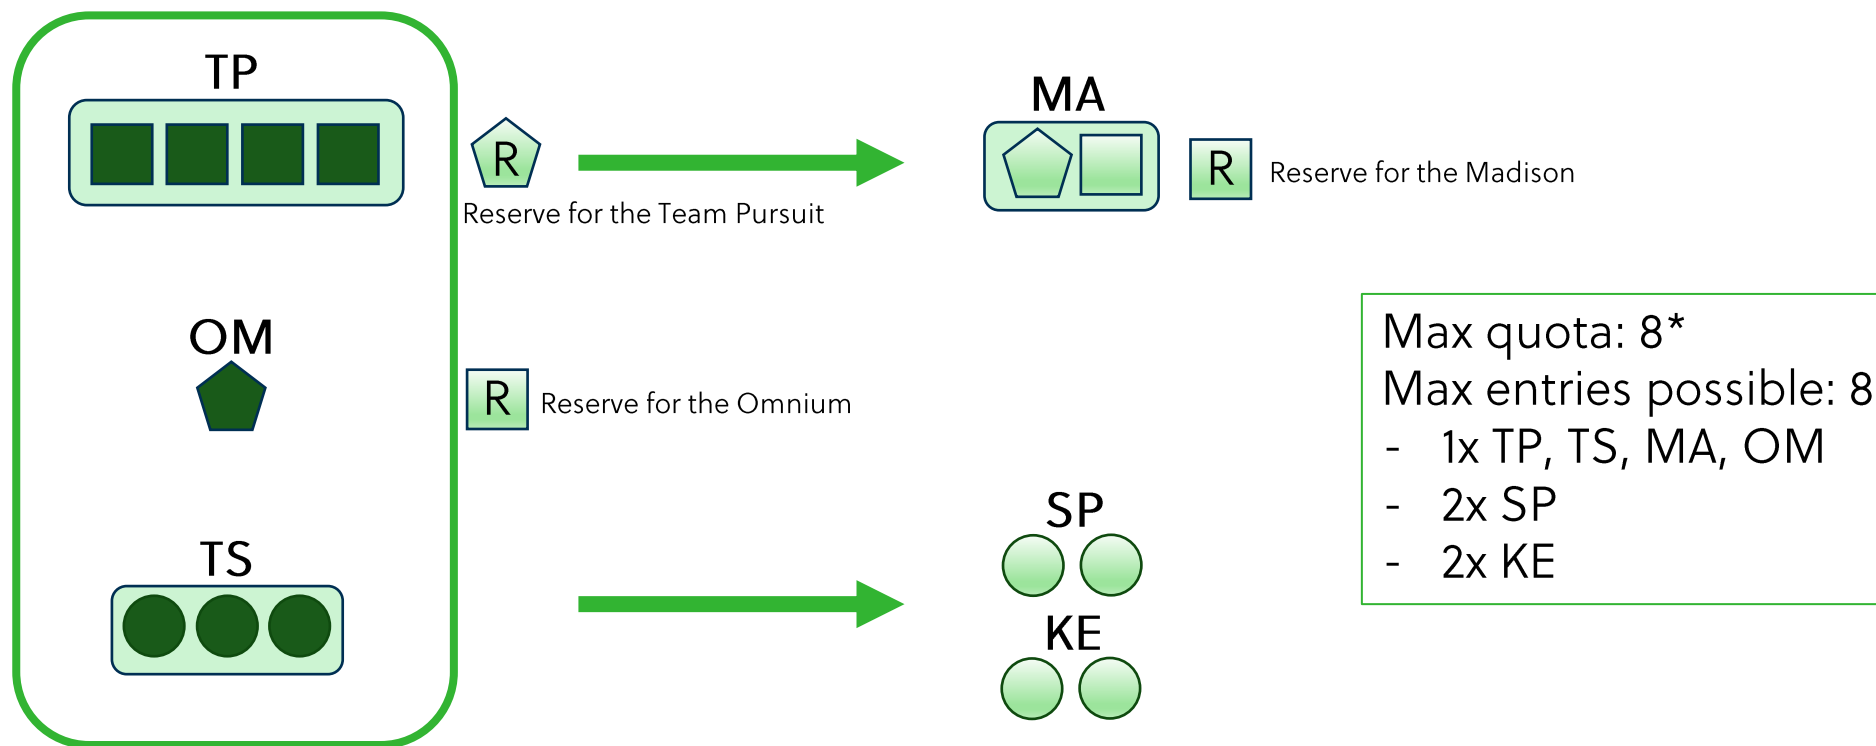 TP
R
Reserve for the Team Pursuit
MA
R
Reserve for the Madison
OM
R
Reserve for the Omnium
TS
SP
KE
Max quota: 8*
Max entries possible: 8
- 1x TP, TS, MA, OM
- 2x SP
- 2x KE